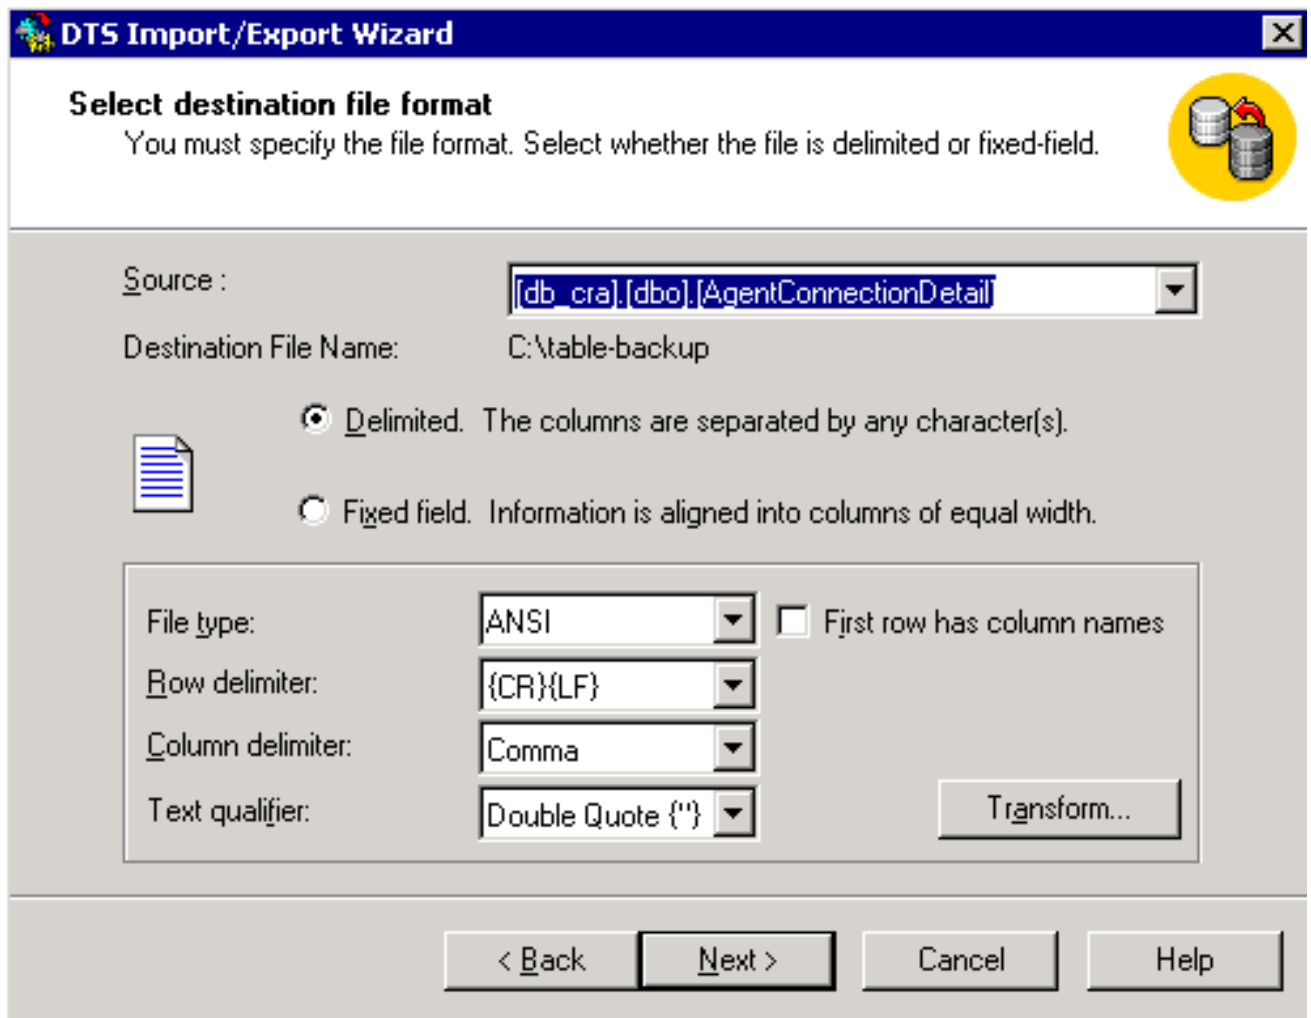 DTS Import/Export Wizard
Select destination file format
You must specify the file format. Select whether the file is delimited or fixed-field.
Source :
[db_cra].[dbo].[AgentConnectionDetail]
Destination File Name:
C:\table-backup
Delimited. The columns are separated by any character(s).
Fixed field. Information is aligned into columns of equal width.
File type:
ANSI
First row has column names
Row delimiter:
{CR}{LF}
Column delimiter:
Comma
Text qualifier:
Double Quote {"}
Transform...
< Back
Next >
Cancel
Help